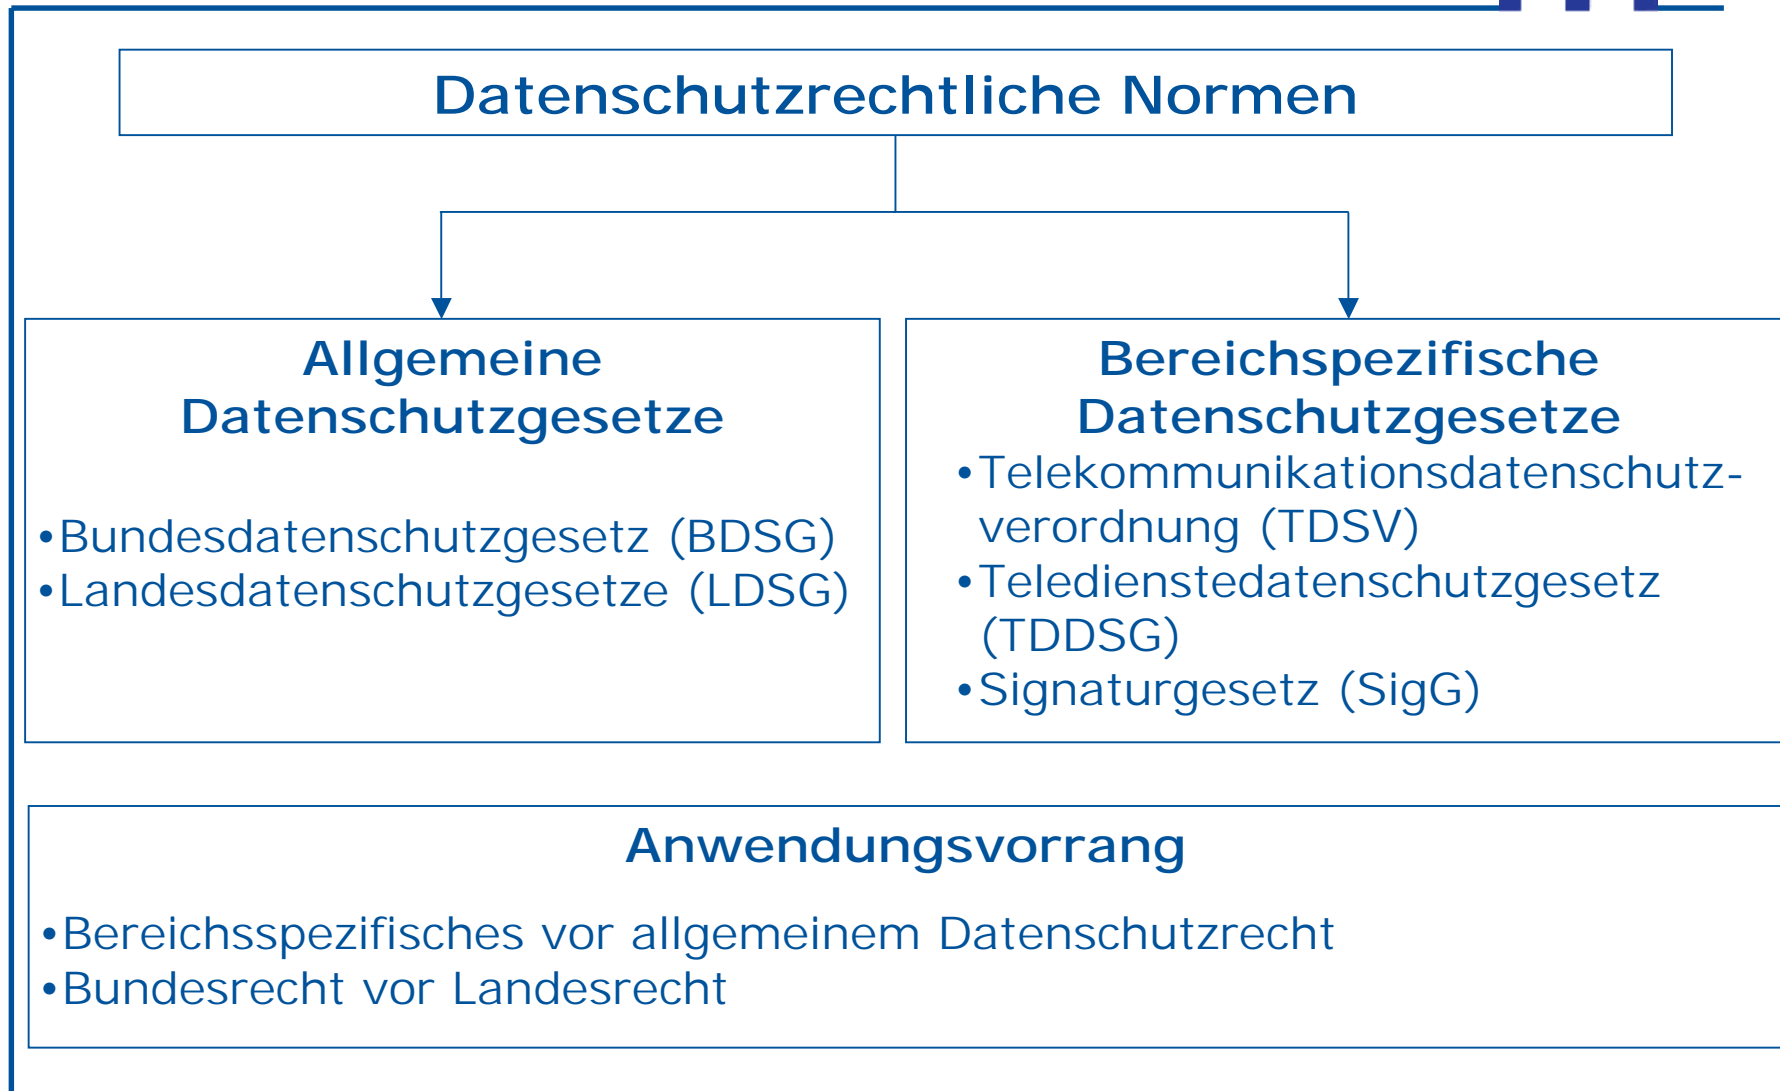 Datenschutzrechtliche Normen
Allgemeine
Datenschutzgesetze
•Bundesdatenschutzgesetz (BDSG)
•Landesdatenschutzgesetze (LDSG)
Bereichspezifische
Datenschutzgesetze
•Telekommunikationsdatenschutz-
verordnung (TDSV)
•Teledienstedatenschutzgesetz
(TDDSG)
•Signaturgesetz (SigG)
Anwendungsvorrang
•Bereichsspezifisches vor allgemeinem Datenschutzrecht
•Bundesrecht vor Landesrecht